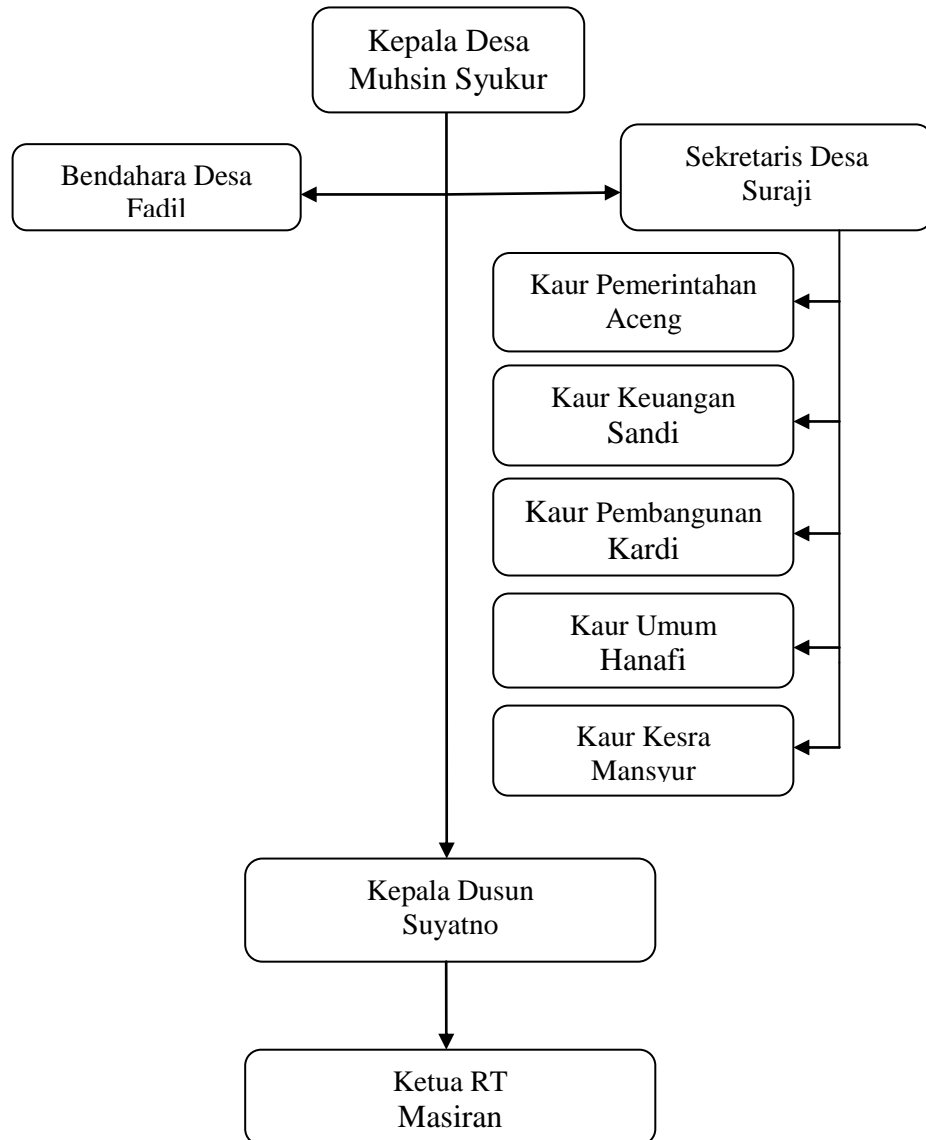 Kepala Desa
Muhsin Syukur
Bendahara Desa
Fadil
Sekretaris Desa
Suraji
Kaur Pemerintahan
Aceng
Kaur Keuangan
Sandi
Kaur Pembangunan
Kardi
Kaur Umum
Hanafi
Kaur Kesra
Mansyur
Kepala Dusun
Suyatno
Ketua RT
Masiran